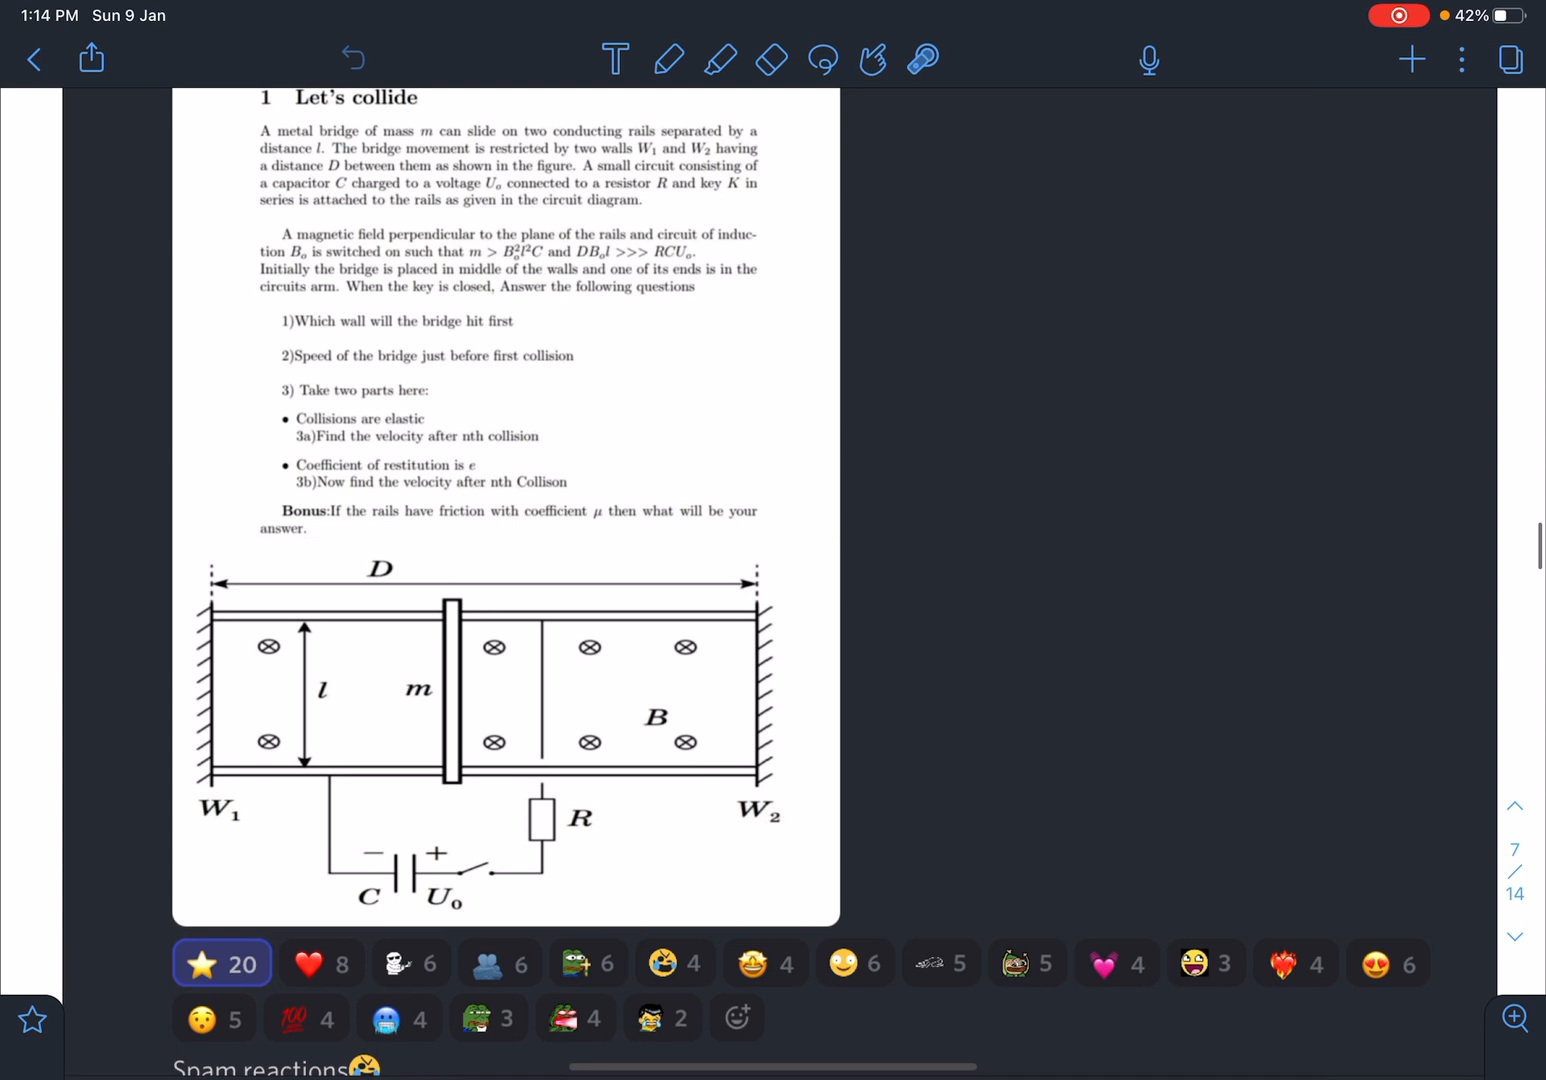 1:14 PM Sun 9 Jan
42%
1 Let's collide
A metal bridge of mass m can slide on two conducting rails separated by a
distance l. The bridge movement is restricted by two walls W₁ and W₂ having
a distance D between them as shown in the figure. A small circuit consisting of
a capacitor C charged to a voltage Uₒ connected to a resistor R and key K in
series is attached to the rails as given in the circuit diagram.
A magnetic field perpendicular to the plane of the rails and circuit of induc-
tion Bₒ is switched on such that m > Bₒ²l²C and DBₒl >>> RCUₒ.
Initially the bridge is placed in middle of the walls and one of its ends is in the
circuits arm. When the key is closed, Answer the following questions
1)Which wall will the bridge hit first
2)Speed of the bridge just before first collision
3) Take two parts here:
• Collisions are elastic
3a)Find the velocity after nth collision
• Coefficient of restitution is e
3b)Now find the velocity after nth Collison
Bonus:If the rails have friction with coefficient μ then what will be your
answer.
D
l
m
B
W₁
R
W₂
− +
C
U₀
7
/
14
20 8 6 6 6 4 4 6 5 5 4 3 4 6
5 4 4 3 4 2
Spam reactions